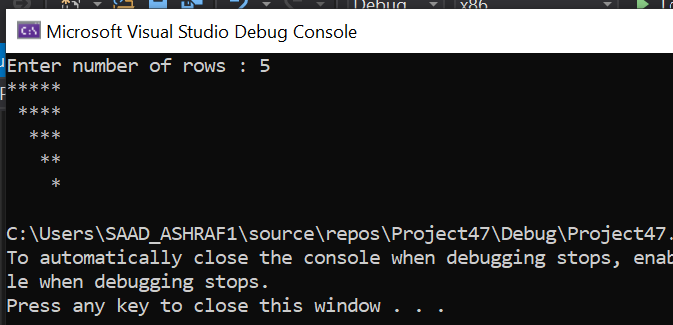 Debug
x86
Microsoft Visual Studio Debug Console
Enter number of rows : 5
*****
 ****
  ***
   **
    *
C:\Users\SAAD_ASHRAF1\source\repos\Project47\Debug\Project47.
To automatically close the console when debugging stops, enab
le when debugging stops.
Press any key to close this window . . .